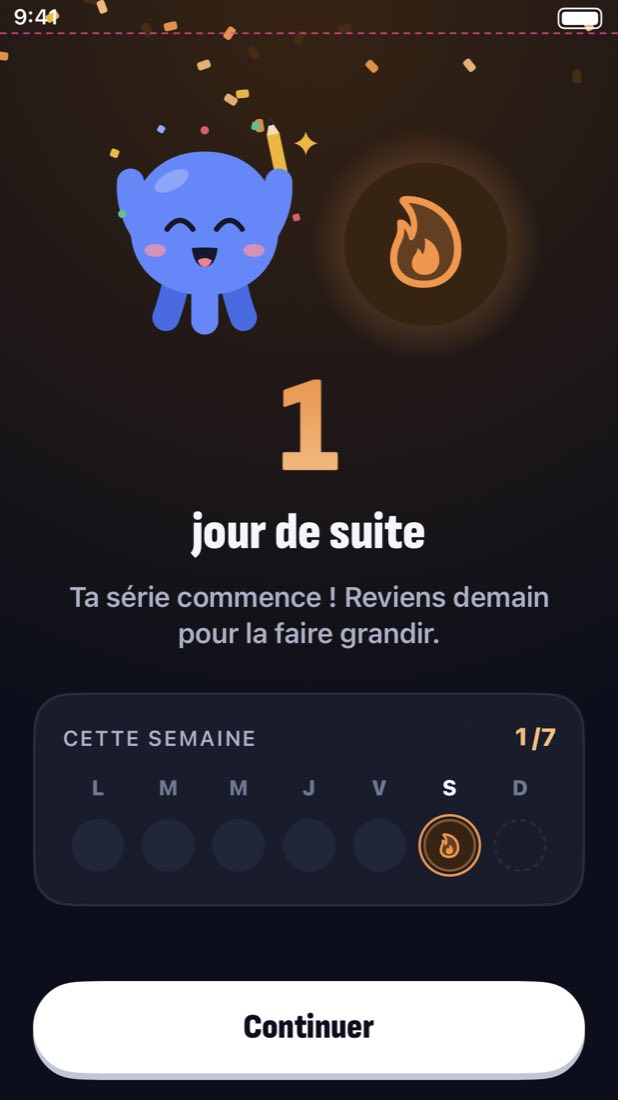 9:41
1
jour de suite
Ta série commence ! Reviens demain
pour la faire grandir.
CETTE SEMAINE 1/7
L M M J V S D
Continuer